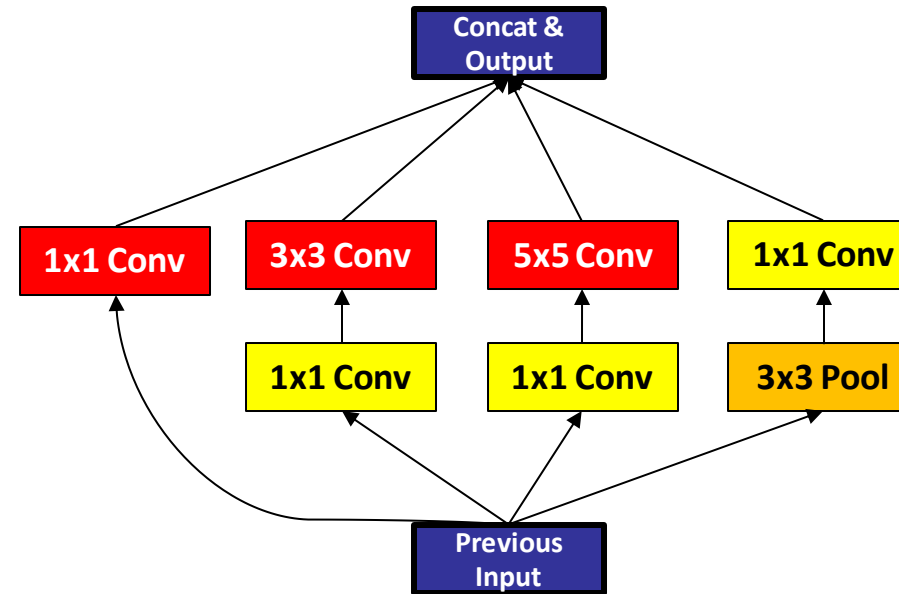 Concat &
Output
1x1 Conv
3x3 Conv
5x5 Conv
1x1 Conv
1x1 Conv
1x1 Conv
3x3 Pool
Previous
Input